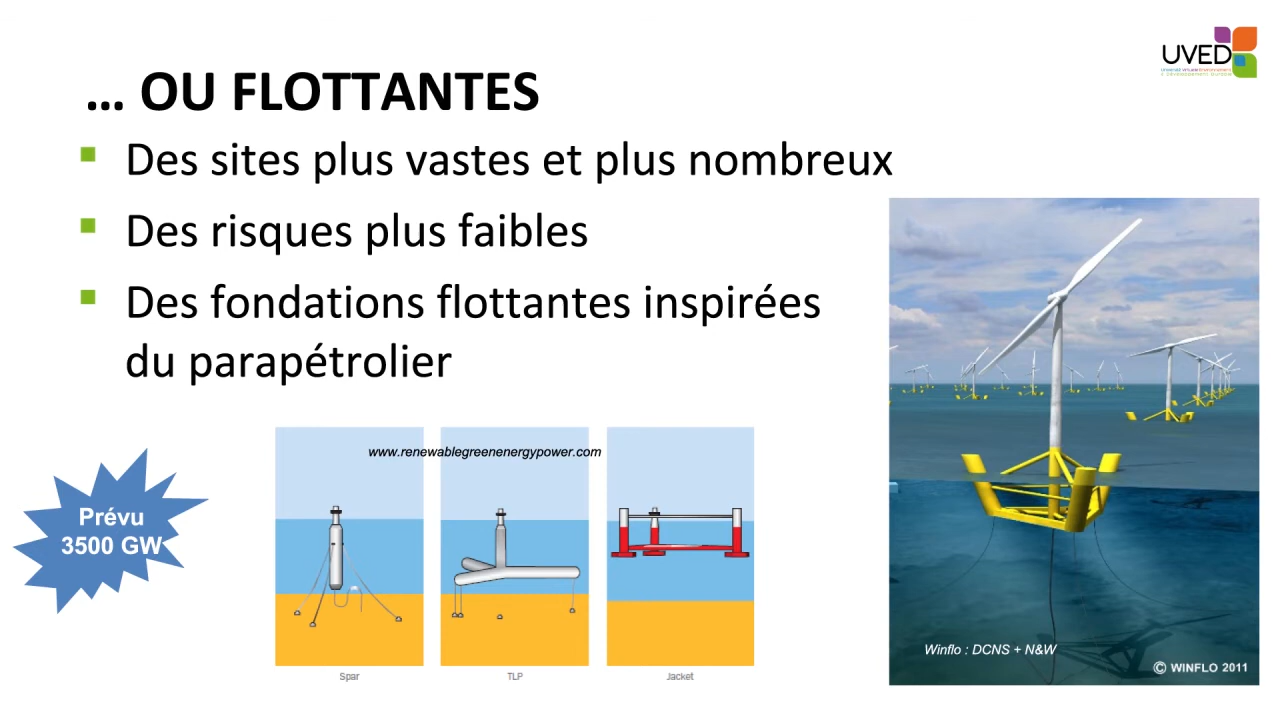 UVED
… OU FLOTTANTES
Des sites plus vastes et plus nombreux
Des risques plus faibles
Des fondations flottantes inspirées
du parapétrolier
www.renewablegreenenergypower.com
Prévu
3500 GW
Spar
TLP
Jacket
Winflo : DCNS + N&W
© WINFLO 2011